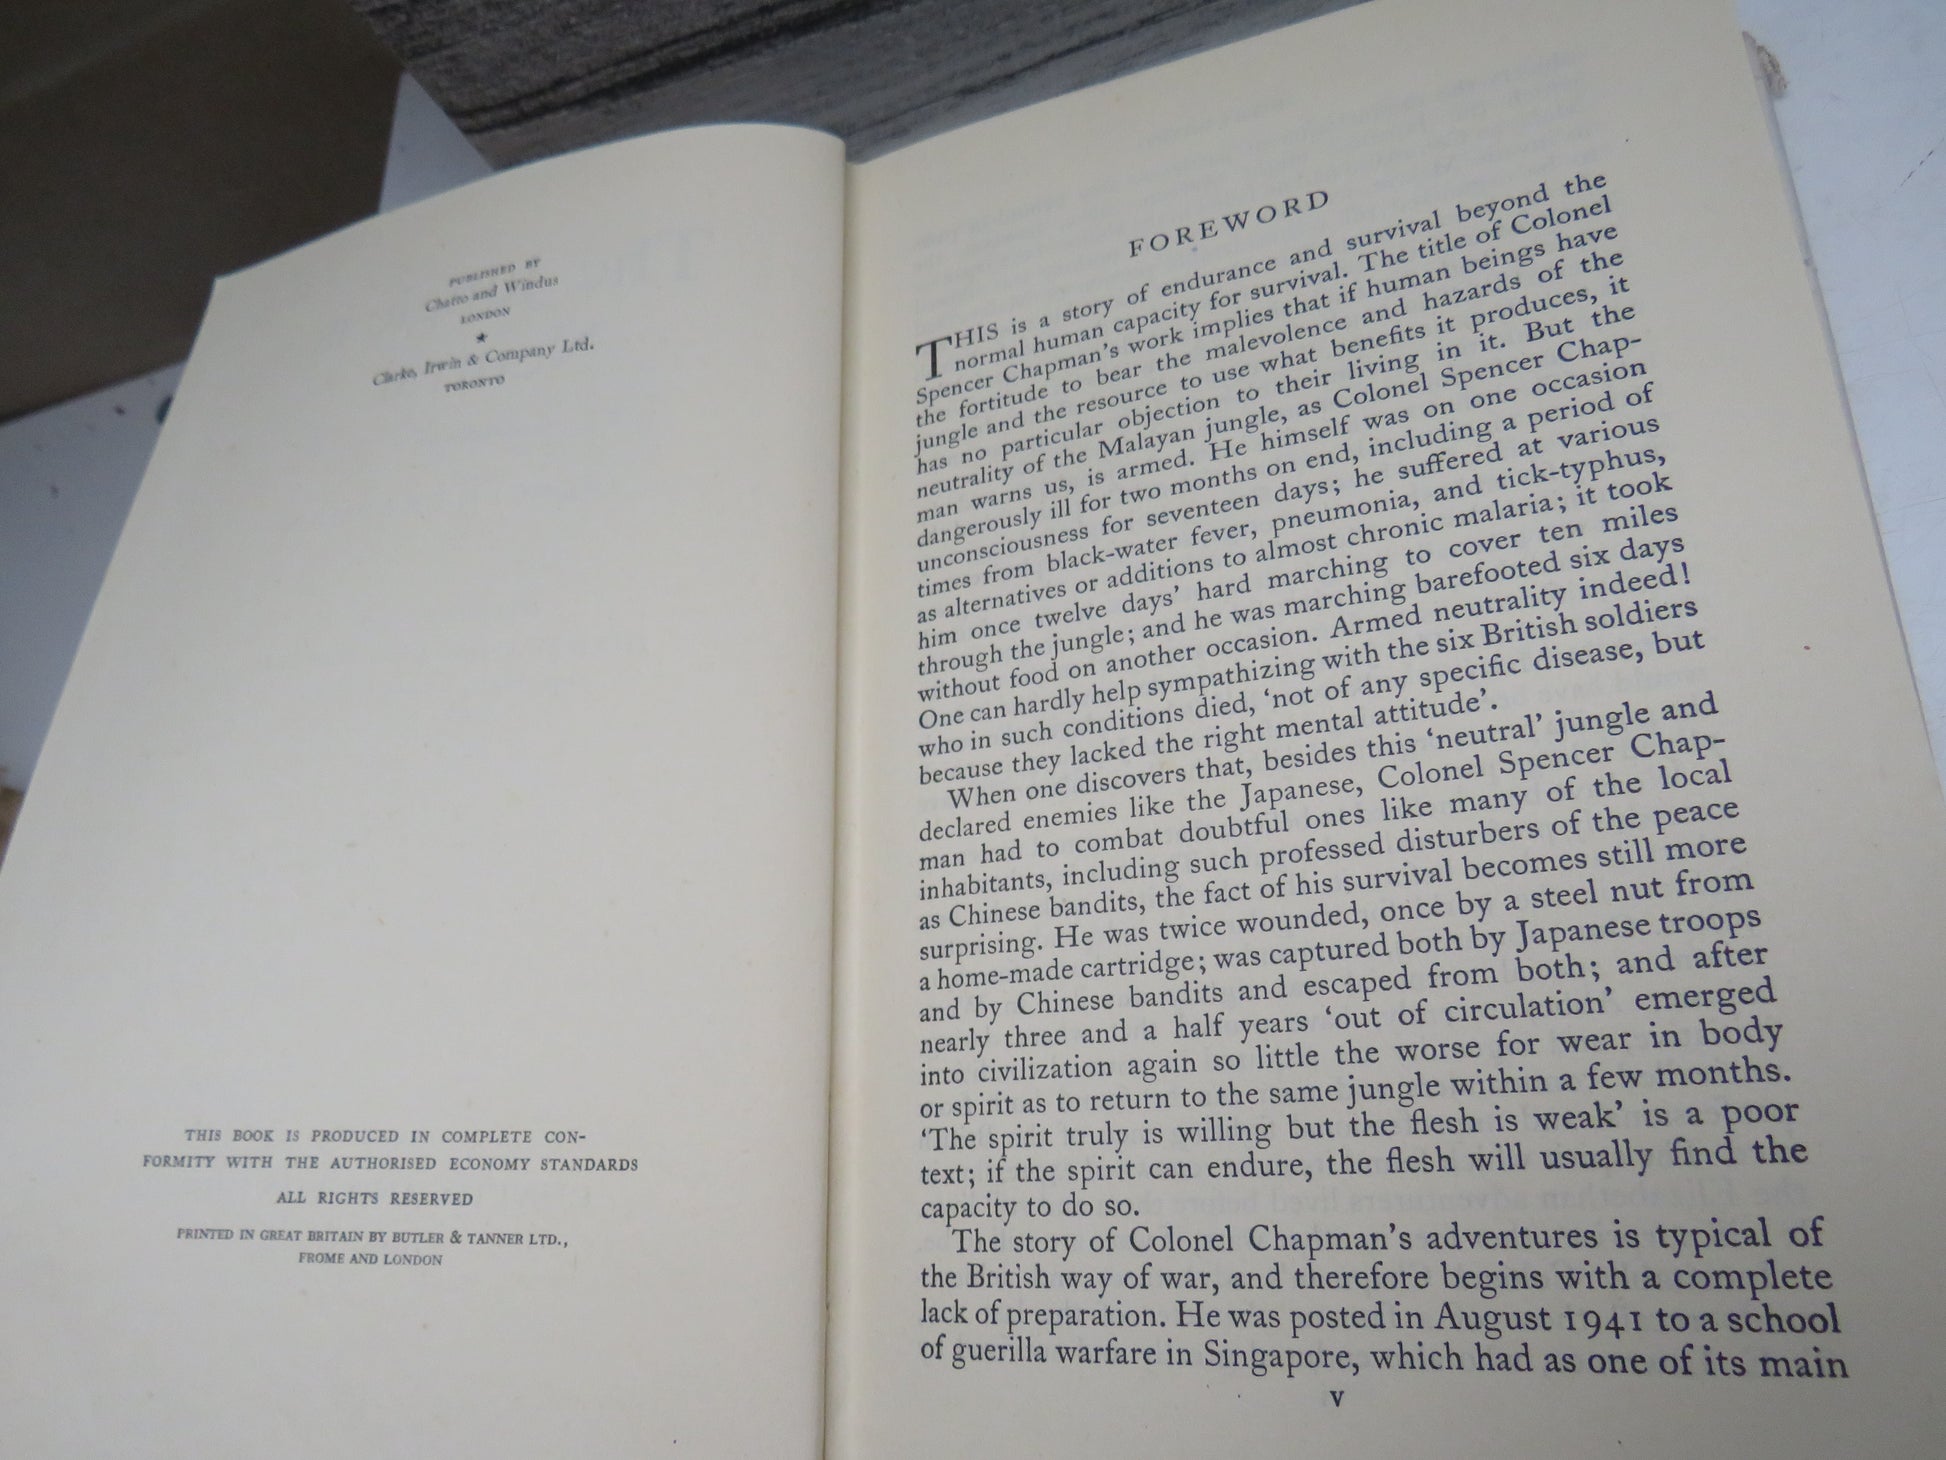 PUBLISHED BY
Chatto and Windus
LONDON
★
Clarke, Irwin & Company Ltd.
TORONTO
THIS BOOK IS PRODUCED IN COMPLETE CON-
FORMITY WITH THE AUTHORISED ECONOMY STANDARDS
ALL RIGHTS RESERVED
PRINTED IN GREAT BRITAIN BY BUTLER & TANNER LTD.,
FROME AND LONDON
FOREWORD
THIS is a story of endurance and survival beyond the
normal human capacity for survival. The title of Colonel
Spencer Chapman's work implies that if human beings have
the fortitude to bear the malevolence and hazards of the
jungle and the resource to use what benefits it produces, it
has no particular objection to their living in it. But the
neutrality of the Malayan jungle, as Colonel Spencer Chap-
man warns us, is armed. He himself was on one occasion
dangerously ill for two months on end, including a period of
unconsciousness for seventeen days; he suffered at various
times from black-water fever, pneumonia, and tick-typhus,
as alternatives or additions to almost chronic malaria; it took
him once twelve days' hard marching to cover ten miles
through the jungle; and he was marching barefooted six days
without food on another occasion. Armed neutrality indeed!
One can hardly help sympathizing with the six British soldiers
who in such conditions died, 'not of any specific disease, but
because they lacked the right mental attitude'.
When one discovers that, besides this 'neutral' jungle and
declared enemies like the Japanese, Colonel Spencer Chap-
man had to combat doubtful ones like many of the local
inhabitants, including such professed disturbers of the peace
as Chinese bandits, the fact of his survival becomes still more
surprising. He was twice wounded, once by a steel nut from
a home-made cartridge; was captured both by Japanese troops
and by Chinese bandits and escaped from both; and after
nearly three and a half years 'out of circulation' emerged
into civilization again so little the worse for wear in body
or spirit as to return to the same jungle within a few months.
'The spirit truly is willing but the flesh is weak' is a poor
text; if the spirit can endure, the flesh will usually find the
capacity to do so.
The story of Colonel Chapman's adventures is typical of
the British way of war, and therefore begins with a complete
lack of preparation. He was posted in August 1941 to a school
of guerilla warfare in Singapore, which had as one of its main
v